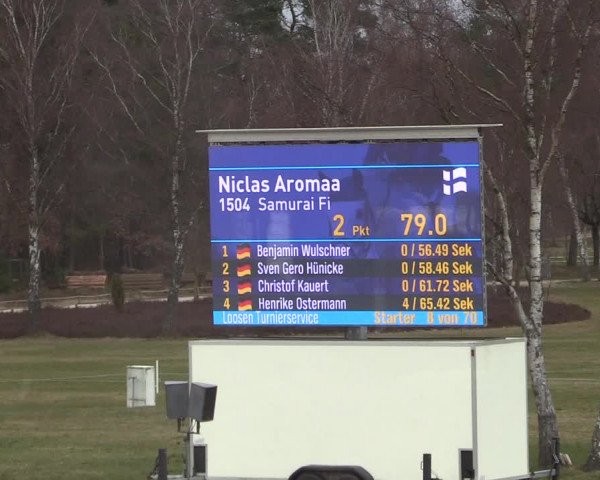 Niclas Aromaa
1504 Samurai Fi
2 Pkt 79.0
1 Benjamin Wulschner 0 / 56.49 Sek
2 Sven Gero Hünicke 0 / 58.46 Sek
3 Christof Kauert 0 / 61.72 Sek
4 Henrike Ostermann 4 / 65.42 Sek
Loosen Turnierservice Starter 8 von 70